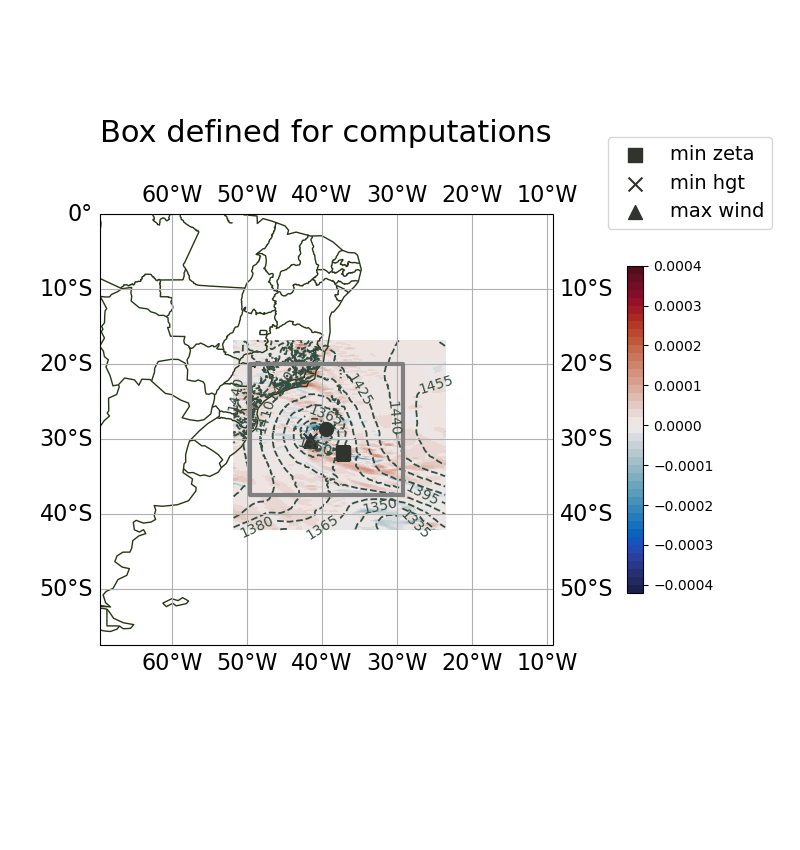 Box defined for computations
min zeta
min hgt
max wind
60°W 50°W 40°W 30°W 20°W 10°W
0°
10°S 10°S
20°S 20°S
30°S 30°S
40°S 40°S
50°S 50°S
60°W 50°W 40°W 30°W 20°W 10°W
0.0004
0.0003
0.0002
0.0001
0.0000
−0.0001
−0.0002
−0.0003
−0.0004
1455
1425
1440
1440
1365
1395
1350
1335
1380
1365